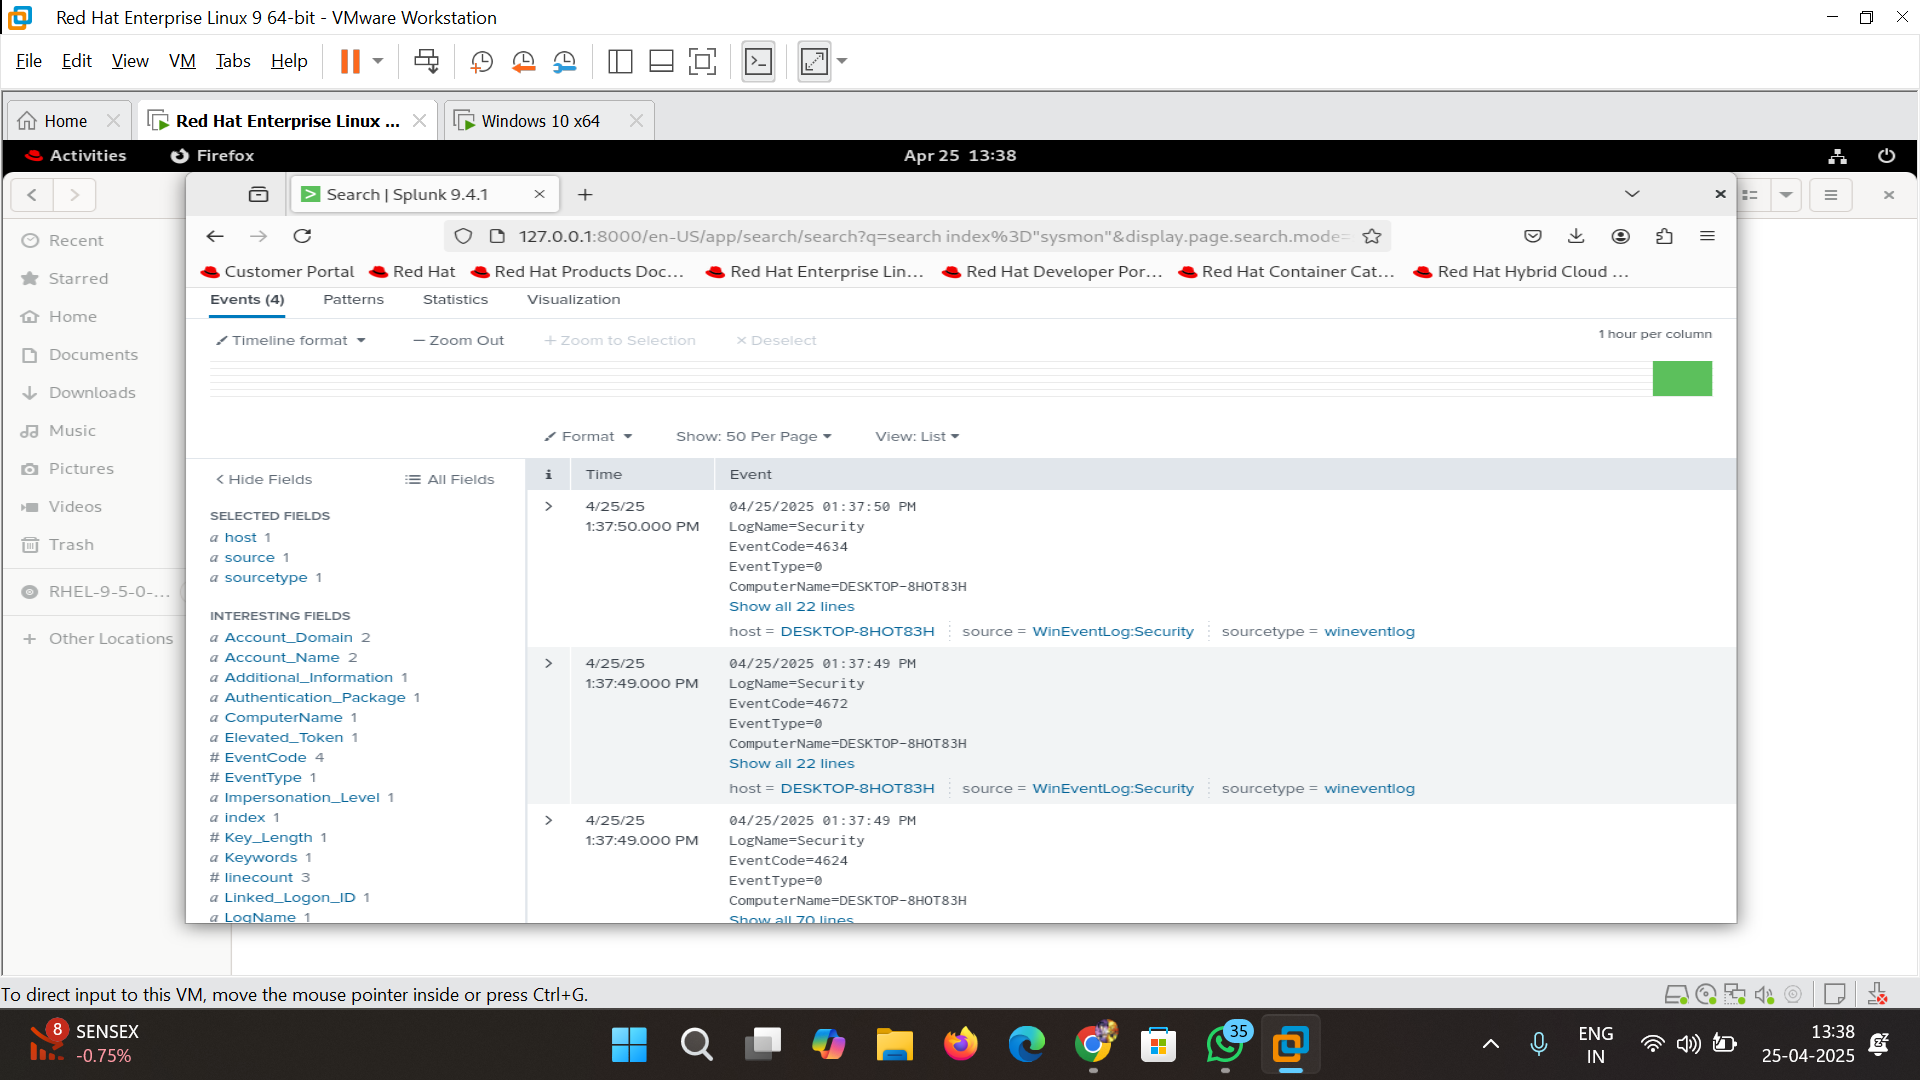 Red Hat Enterprise Linux 9 64-bit - VMware Workstation
File Edit View VM Tabs Help
Home
Red Hat Enterprise Linux ...
Windows 10 x64
Activities
Firefox
Apr 25 13:38
Search | Splunk 9.4.1
127.0.0.1:8000/en-US/app/search/search?q=search index%3D"sysmon"&display.page.search.mode=
Customer Portal
Red Hat
Red Hat Products Doc...
Red Hat Enterprise Lin...
Red Hat Developer Por...
Red Hat Container Cat...
Red Hat Hybrid Cloud ...
Recent
Starred
Home
Documents
Downloads
Music
Pictures
Videos
Trash
RHEL-9-5-0-...
+ Other Locations
Events (4) Patterns Statistics Visualization
Timeline format
— Zoom Out
+ Zoom to Selection
× Deselect
1 hour per column
Format
Show: 50 Per Page
View: List
< Hide Fields
All Fields
SELECTED FIELDS
a host 1
a source 1
a sourcetype 1
INTERESTING FIELDS
a Account_Domain 2
a Account_Name 2
a Additional_Information 1
a Authentication_Package 1
a ComputerName 1
a Elevated_Token 1
# EventCode 4
# EventType 1
a Impersonation_Level 1
a index 1
# Key_Length 1
a Keywords 1
# linecount 3
a Linked_Logon_ID 1
a LogName 1
i Time Event
4/25/25
1:37:50.000 PM
04/25/2025 01:37:50 PM
LogName=Security
EventCode=4634
EventType=0
ComputerName=DESKTOP-8HOT83H
Show all 22 lines
host = DESKTOP-8HOT83H source = WinEventLog:Security sourcetype = wineventlog
4/25/25
1:37:49.000 PM
04/25/2025 01:37:49 PM
LogName=Security
EventCode=4672
EventType=0
ComputerName=DESKTOP-8HOT83H
Show all 22 lines
host = DESKTOP-8HOT83H source = WinEventLog:Security sourcetype = wineventlog
4/25/25
1:37:49.000 PM
04/25/2025 01:37:49 PM
LogName=Security
EventCode=4624
EventType=0
ComputerName=DESKTOP-8HOT83H
Show all 70 lines
To direct input to this VM, move the mouse pointer inside or press Ctrl+G.
8
SENSEX
-0.75%
35
ENG
IN
13:38
25-04-2025